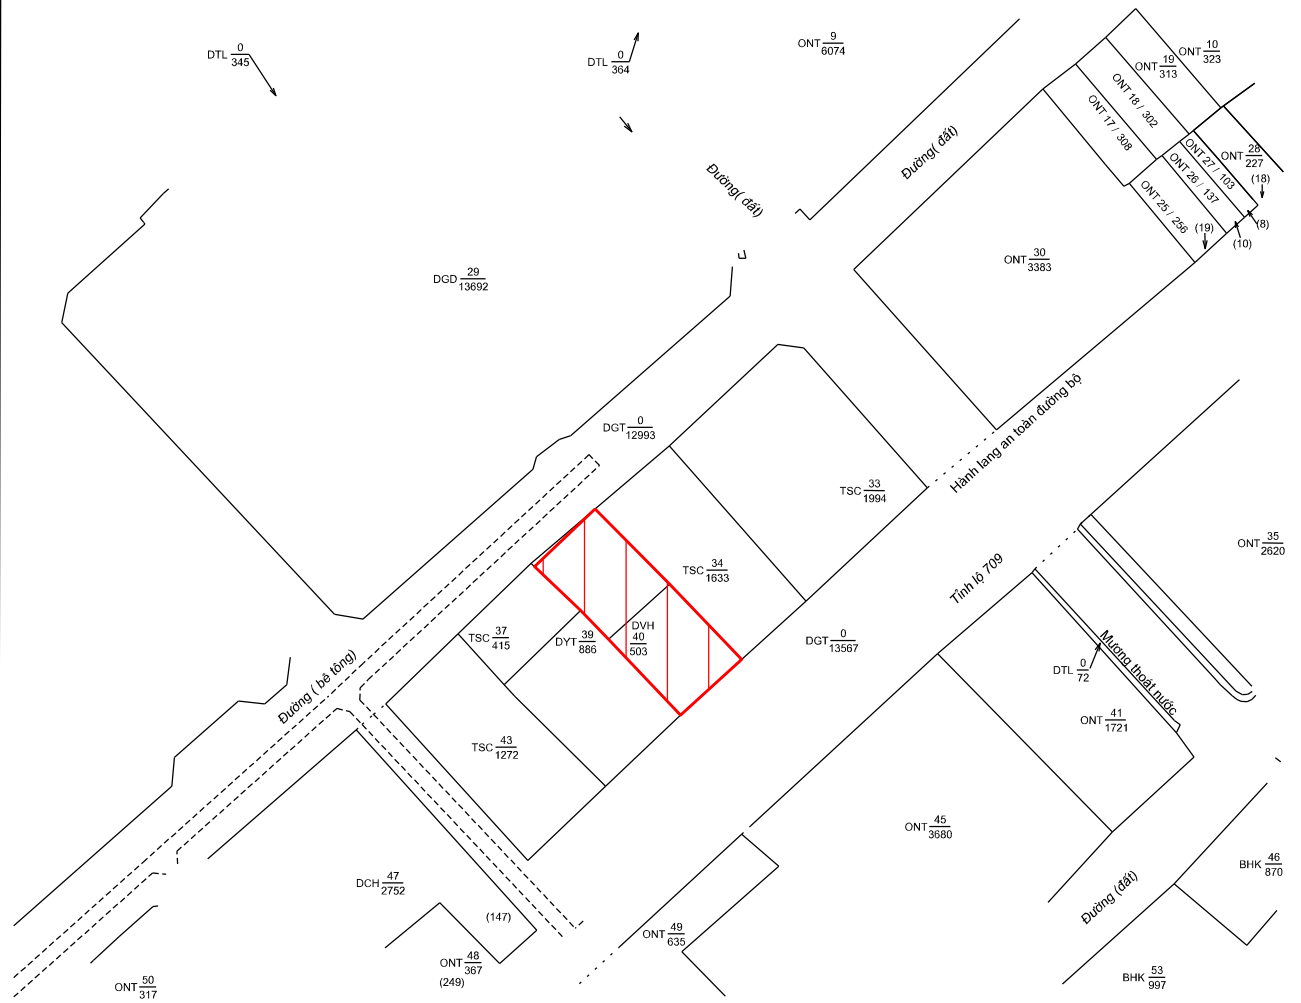 DTL 0
345
DTL 0
364
ONT 9
6074
ONT 10
323
ONT 19
313
ONT 18 / 302
ONT 17 / 308
ONT 28
227
ONT 27 / 103
ONT 26 / 137
ONT 25 / 256
(18)
(8)
(19)
(10)
Đường( đất)
Đường( đất)
ONT 30
3383
DGD 29
13692
Hành lang an toàn đường bộ
DGT 0
12993
TSC 33
1994
ONT 35
2620
TSC 34
1633
Tỉnh lộ 709
TSC 37
415
DYT 39
886
DVH
40
503
DGT 0
13567
Mương thoát nước
DTL 0
72
Đường ( bê tông)
ONT 41
1721
TSC 43
1272
ONT 45
3680
BHK 46
870
DCH 47
2752
Đường (đất)
(147)
ONT 49
635
ONT 48
367
(249)
BHK 53
997
ONT 50
317